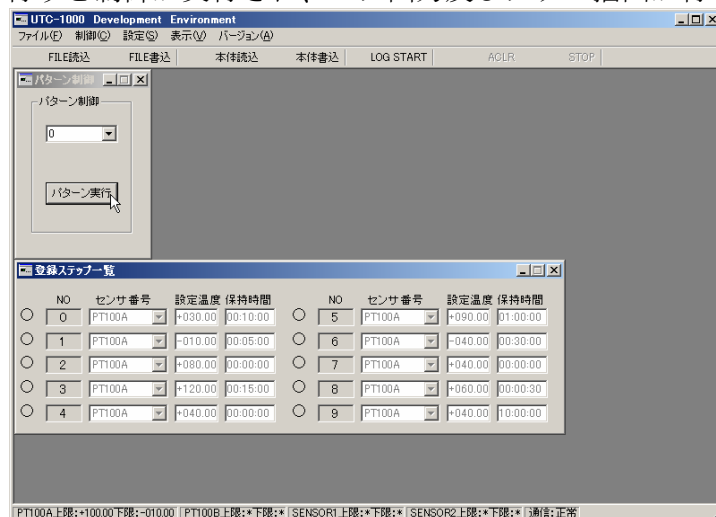 UTC-1000 Development Environment
ファイル(F) 制御(C) 設定(S) 表示(V) バージョン(A)
FILE読込 FILE書込 本体読込 本体書込 LOG START ACLR STOP
パターン制御
パターン制御
0
パターン実行
登録ステップ一覧
NO センサ番号 設定温度 保持時間 NO センサ番号 設定温度 保持時間
0 PT100A +030.00 00:10:00 5 PT100A +090.00 01:00:00
1 PT100A -010.00 00:05:00 6 PT100A -040.00 00:30:00
2 PT100A +080.00 00:00:00 7 PT100A +040.00 00:00:00
3 PT100A +120.00 00:15:00 8 PT100A +060.00 00:00:30
4 PT100A +040.00 00:00:00 9 PT100A +040.00 10:00:00
PT100A上限:+100.00下限:-010.00 PT100B上限:*下限:* SENSOR1上限:*下限:* SENSOR2上限:*下限:* 通信:正常